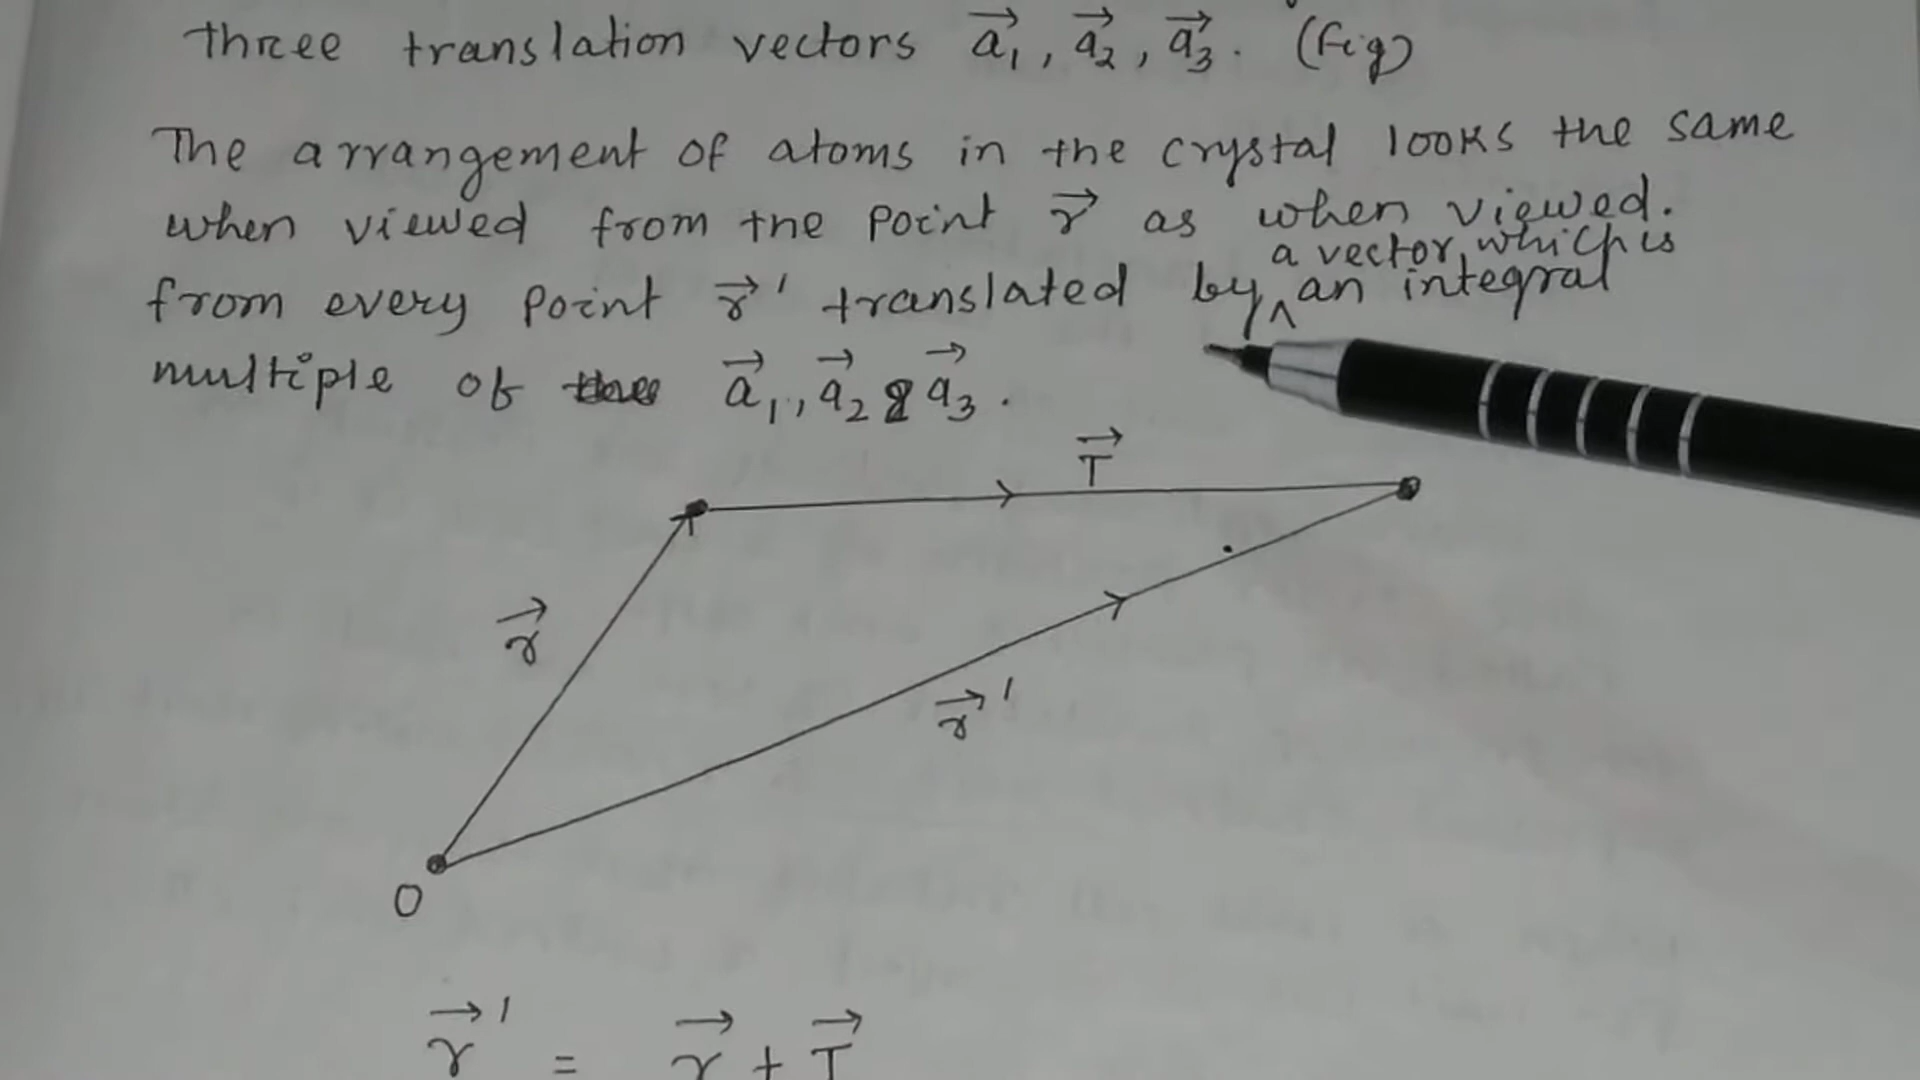 three translation vectors a⃗₁, a⃗₂, a⃗₃. (Fig)
The arrangement of atoms in the crystal looks the same
when viewed from the point r⃗ as when viewed.
a vector, which is
from every point r⃗' translated by ^ an integral
multiple of a⃗₁, a⃗₂ & a⃗₃.
T⃗
r⃗
r⃗'
O
r⃗' = r⃗ + T⃗